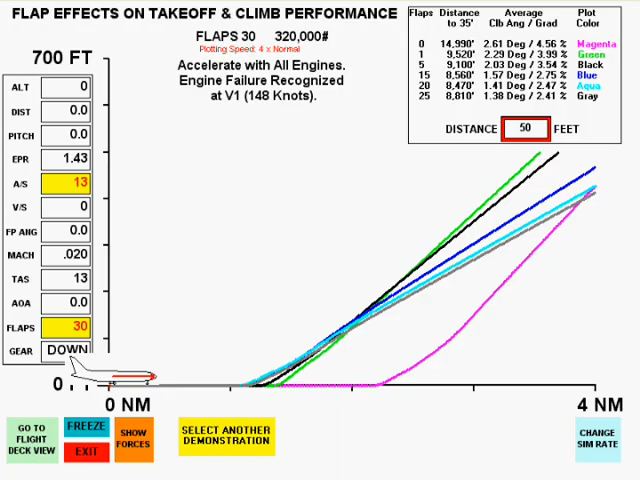 FLAP EFFECTS ON TAKEOFF & CLIMB PERFORMANCE
FLAPS 30 320,000#
Plotting Speed: 4 x Normal
Accelerate with All Engines.
Engine Failure Recognized
at V1 (148 Knots).
Flaps Distance to 35' Average Clb Ang / Grad Plot Color
0 14,990' 2.61 Deg / 4.56 % Magenta
1 9,520' 2.29 Deg / 3.99 % Green
5 9,100' 2.03 Deg / 3.54 % Black
15 8,560' 1.57 Deg / 2.75 % Blue
20 8,470' 1.41 Deg / 2.47 % Aqua
25 8,810' 1.38 Deg / 2.41 % Gray
DISTANCE 50 FEET
700 FT
ALT 0
DIST 0.0
PITCH 0.0
EPR 1.43
A/S 13
V/S 0
FP ANG 0.0
MACH .020
TAS 13
AOA 0.0
FLAPS 30
GEAR DOWN
0
0 NM
4 NM
GO TO
FLIGHT
DECK VIEW
FREEZE
EXIT
SHOW
FORCES
SELECT ANOTHER
DEMONSTRATION
CHANGE
SIM RATE